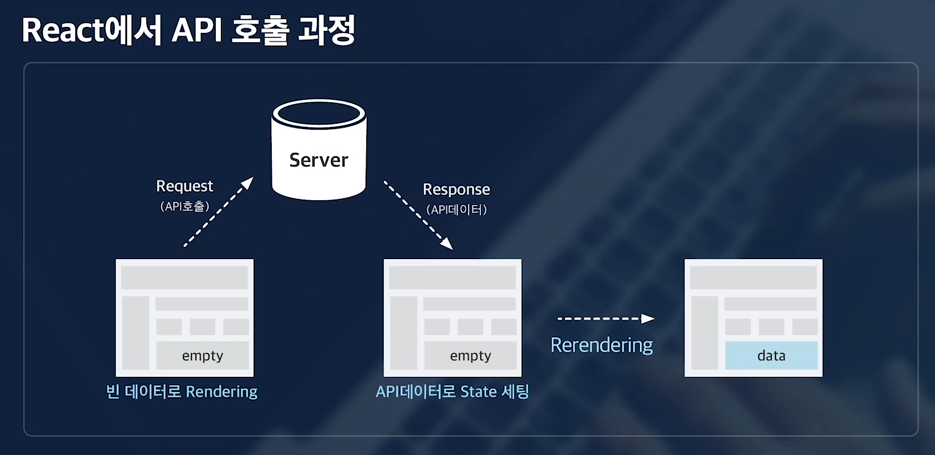 React에서 API 호출 과정
Server
Request
(API호출)
Response
(API데이터)
empty
빈 데이터로 Rendering
empty
API데이터로 State 세팅
Rerendering
data